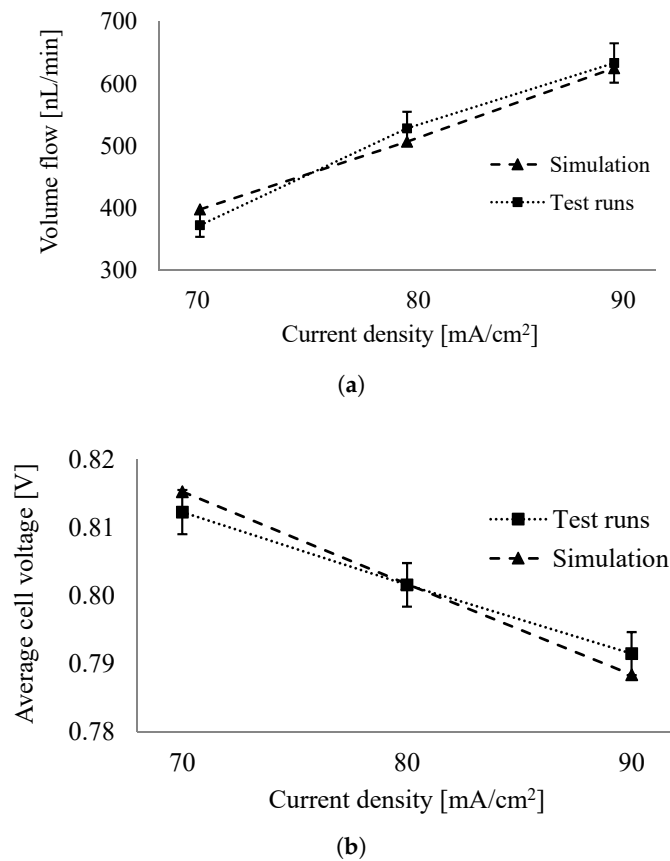 700
600
500
400
300
Volume flow [nL/min]
Simulation
Test runs
70 80 90
Current density [mA/cm²]
(a)
0.82
0.81
0.80
0.79
0.78
Average cell voltage [V]
Test runs
Simulation
70 80 90
Current density [mA/cm²]
(b)